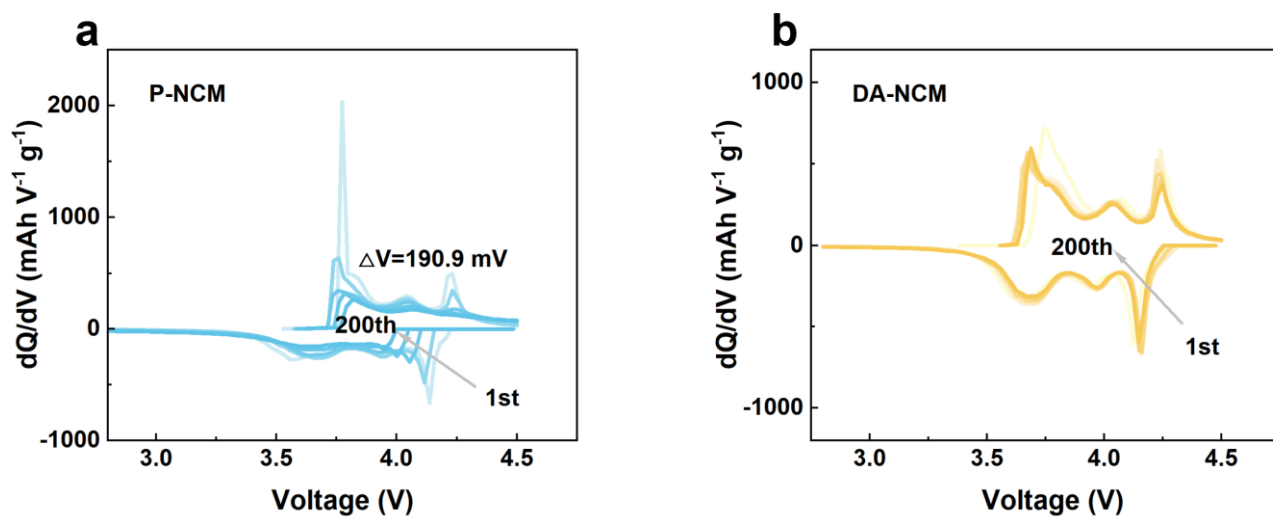 a
P-NCM
dQ/dV (mAh V⁻¹ g⁻¹)
2000
1000
0
-1000
△V=190.9 mV
200th
1st
3.0 3.5 4.0 4.5
Voltage (V)
b
DA-NCM
dQ/dV (mAh V⁻¹ g⁻¹)
1000
0
-1000
200th
1st
3.0 3.5 4.0 4.5
Voltage (V)